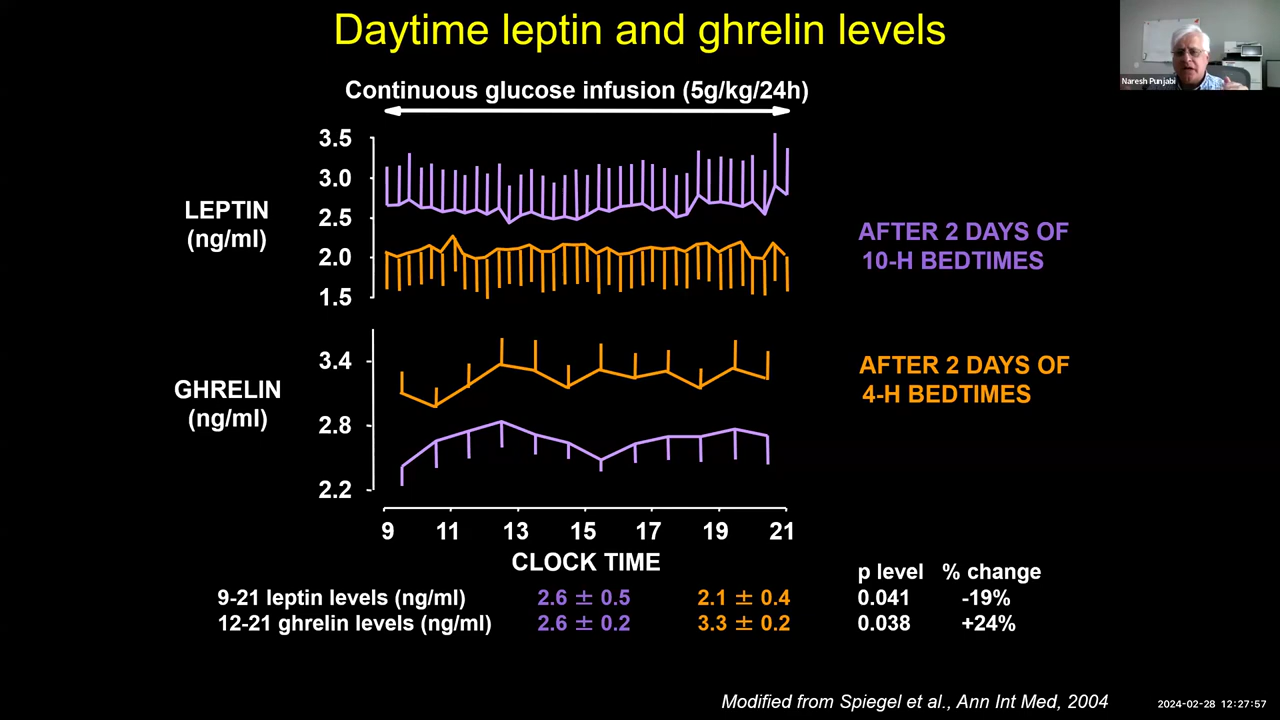 Daytime leptin and ghrelin levels
Naresh Punjabi
Continuous glucose infusion (5g/kg/24h)
3.5
3.0
2.5
2.0
1.5
LEPTIN
(ng/ml)
AFTER 2 DAYS OF
10-H BEDTIMES
3.4
2.8
2.2
GHRELIN
(ng/ml)
AFTER 2 DAYS OF
4-H BEDTIMES
9 11 13 15 17 19 21
CLOCK TIME
p level % change
9-21 leptin levels (ng/ml) 2.6 ± 0.5 2.1 ± 0.4 0.041 -19%
12-21 ghrelin levels (ng/ml) 2.6 ± 0.2 3.3 ± 0.2 0.038 +24%
Modified from Spiegel et al., Ann Int Med, 2004
2024-02-28 12:27:57